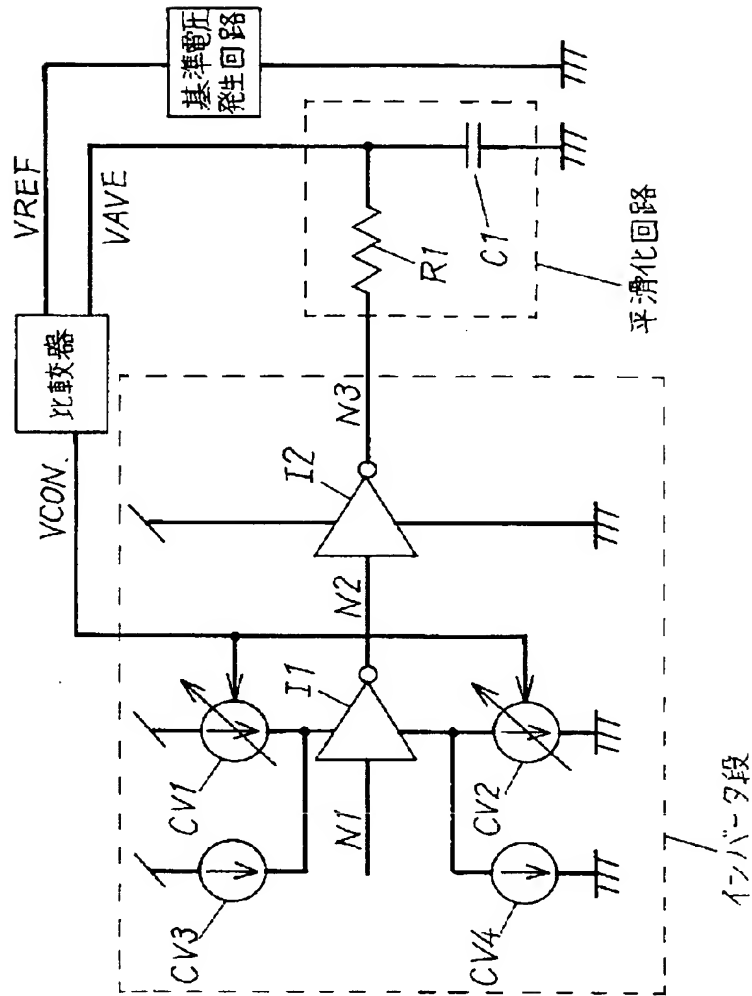 VREF
基準電圧
発生回路
VAVE
比較器
VCON.
R1
C1
平滑化回路
N3
I2
N2
I1
N1
CV1
CV2
CV3
CV4
インバータ段